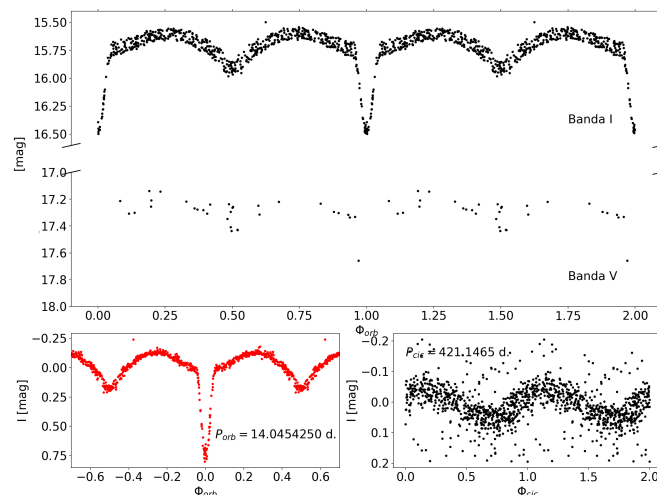 15.50
15.75
16.00
16.25
16.50
[mag]
Banda I
17.0
17.2
17.4
17.6
17.8
18.0
Banda V
0.00 0.25 0.50 0.75 1.00 1.25 1.50 1.75 2.00
Φorb
−0.25
0.00
0.25
0.50
0.75
I [mag]
Porb = 14.0454250 d.
−0.6 −0.4 −0.2 0.0 0.2 0.4 0.6
Φorb
−0.2
−0.1
0.0
0.1
0.2
I [mag]
Pcic = 421.1465 d.
0.0 0.5 1.0 1.5 2.0
Φcic